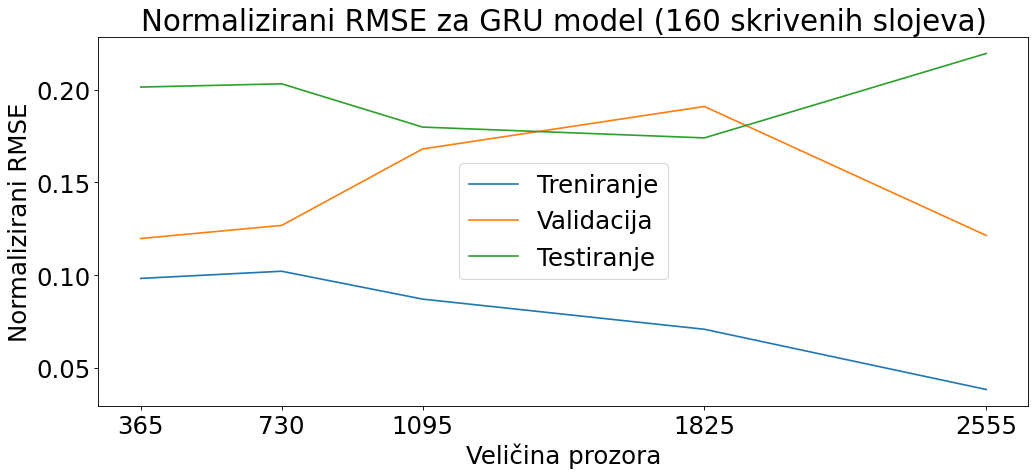 Normalizirani RMSE za GRU model (160 skrivenih slojeva)
Normalizirani RMSE
0.20
0.15
0.10
0.05
Treniranje
Validacija
Testiranje
365 730 1095 1825 2555
Veličina prozora